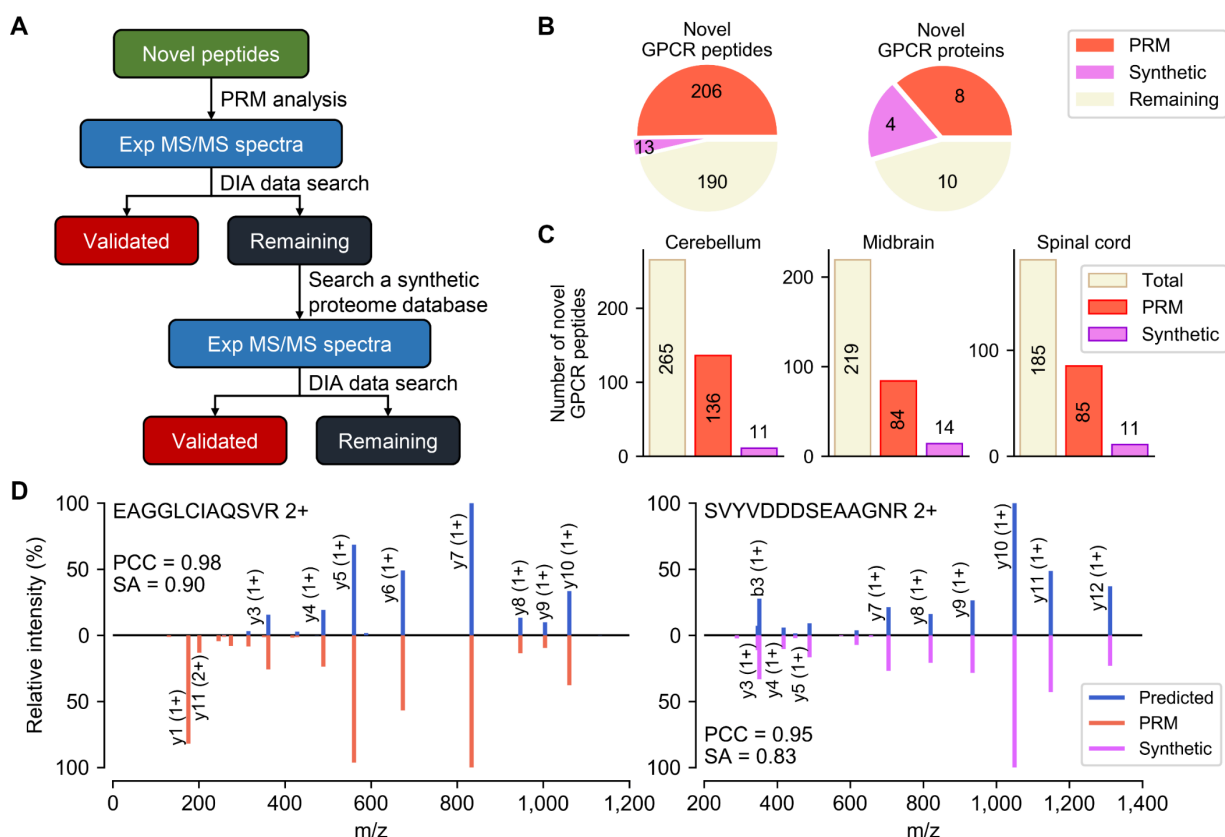 A
Novel peptides
PRM analysis
Exp MS/MS spectra
DIA data search
Validated
Remaining
Search a synthetic
proteome database
Exp MS/MS spectra
DIA data search
Validated
Remaining
B
Novel
GPCR peptides
206
13
190
Novel
GPCR proteins
8
4
10
PRM
Synthetic
Remaining
C
Number of novel
GPCR peptides
Cerebellum
200
100
0
265
136
11
Midbrain
200
100
0
219
84
14
Spinal cord
100
0
185
85
11
Total
PRM
Synthetic
D
Relative intensity (%)
100
50
0
50
100
EAGGLCIAQSVR 2+
PCC = 0.98
SA = 0.90
y1 (1+)
y11 (2+)
y3 (1+)
y4 (1+)
y5 (1+)
y6 (1+)
y7 (1+)
y8 (1+)
y9 (1+)
y10 (1+)
0
200
400
600
800
1,000
1,200
m/z
100
50
0
50
100
SVYVDDDSEAAGNR 2+
b3 (1+)
y3 (1+)
y4 (1+)
y5 (1+)
y7 (1+)
y8 (1+)
y9 (1+)
y10 (1+)
y11 (1+)
y12 (1+)
PCC = 0.95
SA = 0.83
Predicted
PRM
Synthetic
200
400
600
800
1,000
1,200
1,400
m/z